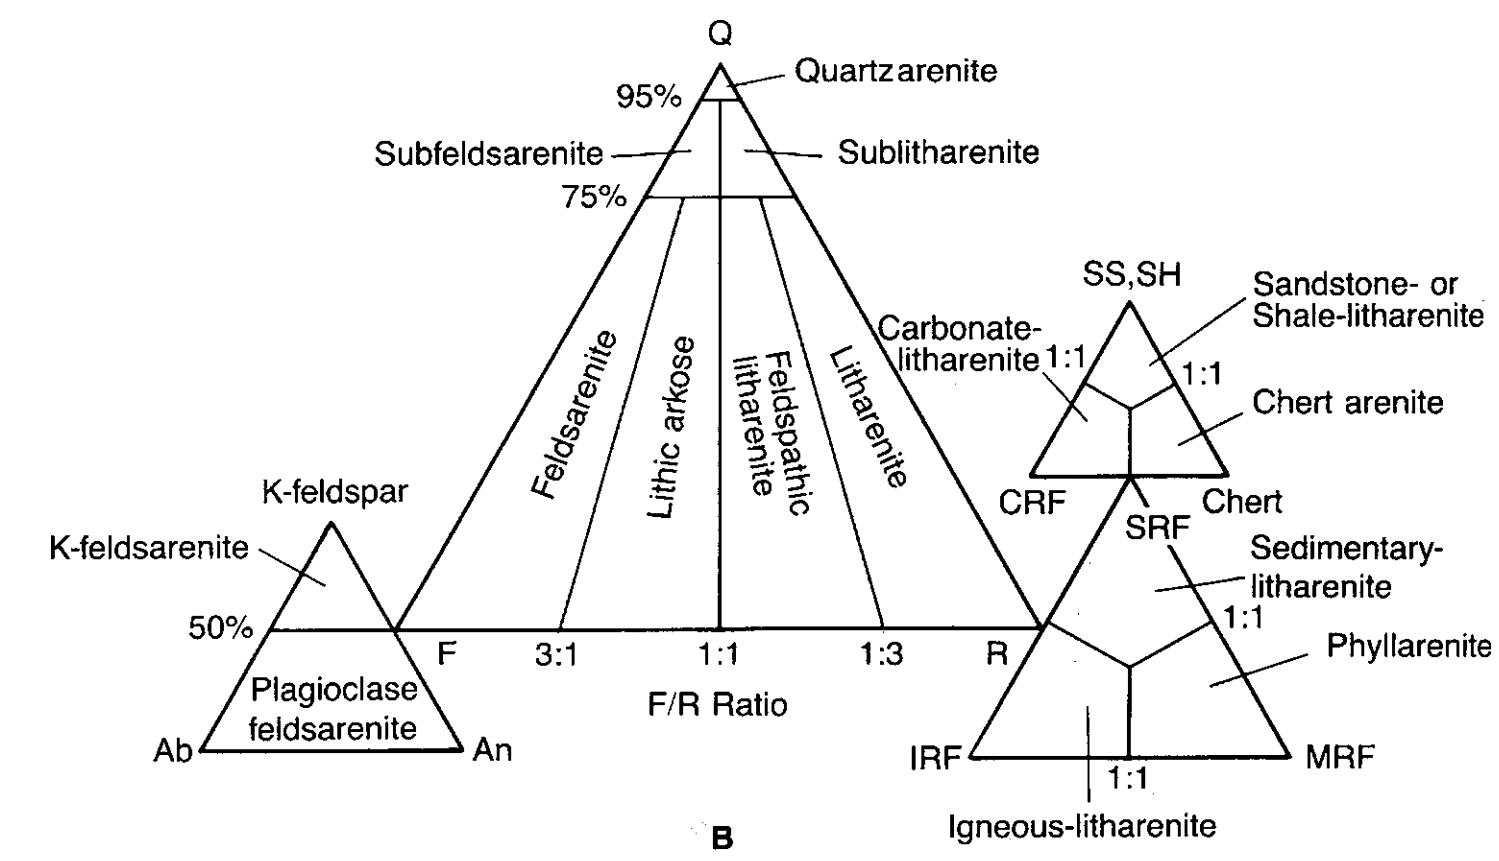 Q
Quartzarenite
95%
Subfeldsarenite
Sublitharenite
75%
Feldsarenite
Lithic arkose
Feldspathic
litharenite
Litharenite
F
3:1
1:1
1:3
R
F/R Ratio
K-feldspar
K-feldsarenite
50%
Plagioclase
feldsarenite
Ab
An
SS,SH
Sandstone- or
Shale-litharenite
Carbonate-
litharenite
1:1
1:1
Chert arenite
CRF
Chert
SRF
Sedimentary-
litharenite
1:1
Phyllarenite
IRF
MRF
1:1
Igneous-litharenite
B